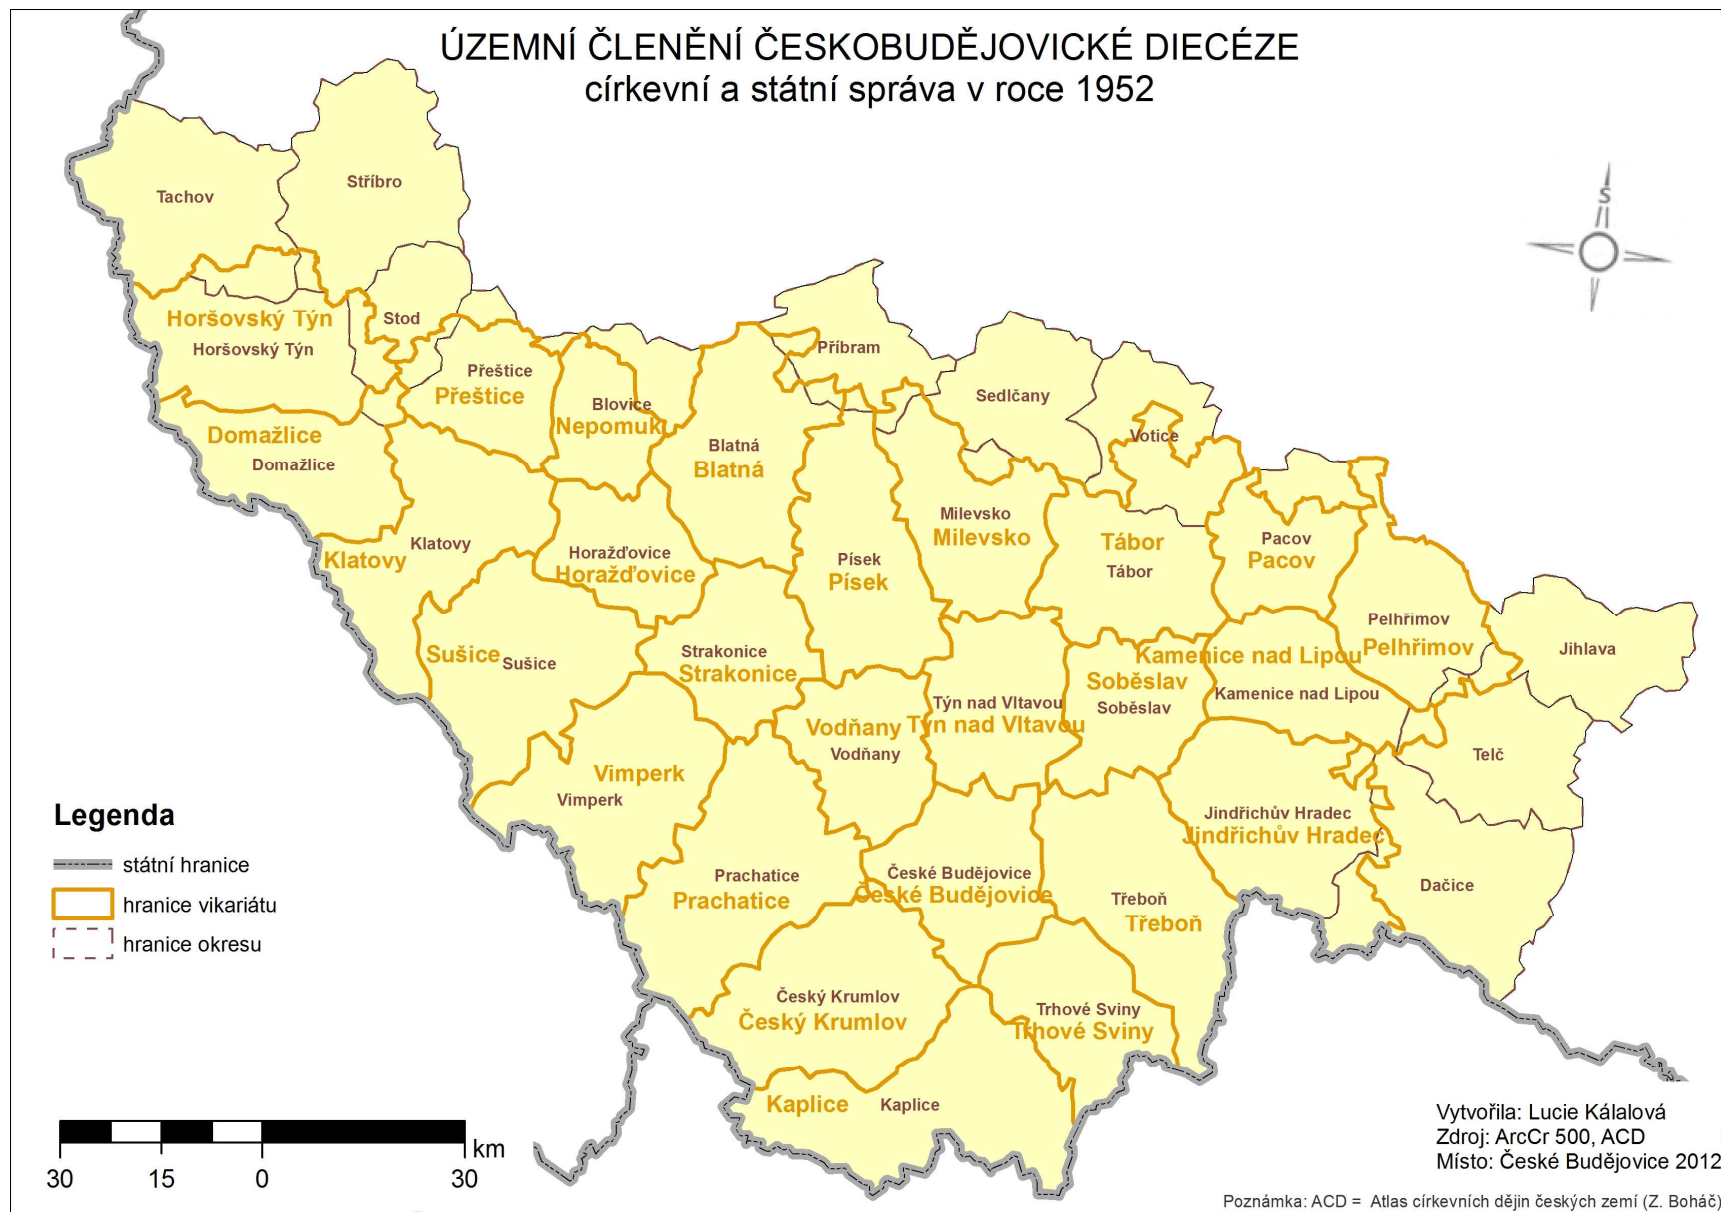 ÚZEMNÍ ČLENĚNÍ ČESKOBUDĚJOVICKÉ DIECÉZE
církevní a státní správa v roce 1952
S
Tachov
Stříbro
Horšovský Týn
Horšovský Týn
Stod
Příbram
Přeštice
Přeštice
Sedlčany
Blovice
Nepomuk
Votice
Domažlice
Domažlice
Blatná
Blatná
Klatovy
Klatovy
Milevsko
Milevsko
Horažďovice
Horažďovice
Písek
Písek
Tábor
Tábor
Pacov
Pacov
Pelhřimov
Pelhřimov
Jihlava
Sušice
Sušice
Strakonice
Strakonice
Kamenice nad Lipou
Kamenice nad Lipou
Soběslav
Soběslav
Týn nad Vltavou
Týn nad Vltavou
Vodňany
Vodňany
Telč
Vimperk
Vimperk
Jindřichův Hradec
Jindřichův Hradec
Prachatice
Prachatice
České Budějovice
České Budějovice
Třeboň
Třeboň
Dačice
Český Krumlov
Český Krumlov
Trhové Sviny
Trhové Sviny
Kaplice
Kaplice
Legenda
státní hranice
hranice vikariátu
hranice okresu
km
30 15 0 30
Vytvořila: Lucie Kálalová
Zdroj: ArcCr 500, ACD
Místo: České Budějovice 2012
Poznámka: ACD = Atlas církevních dějin českých zemí (Z. Boháč)